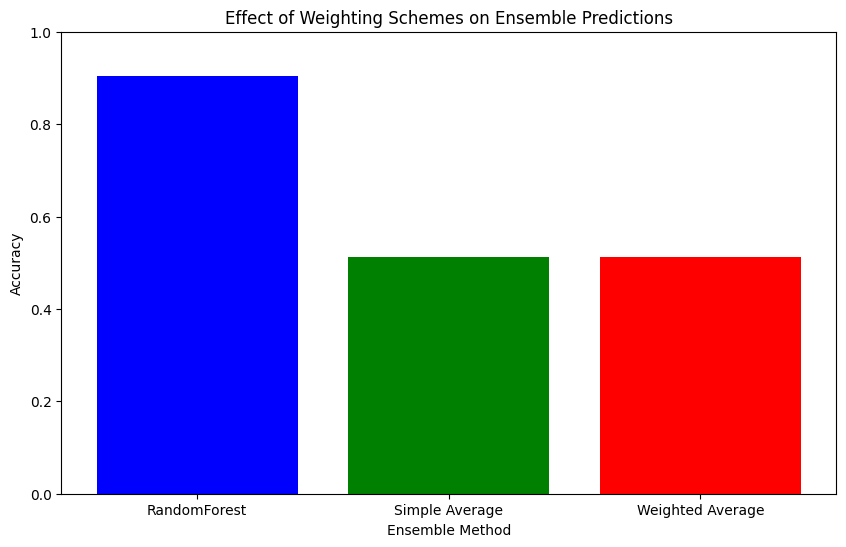 Effect of Weighting Schemes on Ensemble Predictions
1.0
0.8
0.6
0.4
0.2
0.0
Accuracy
RandomForest Simple Average Weighted Average
Ensemble Method